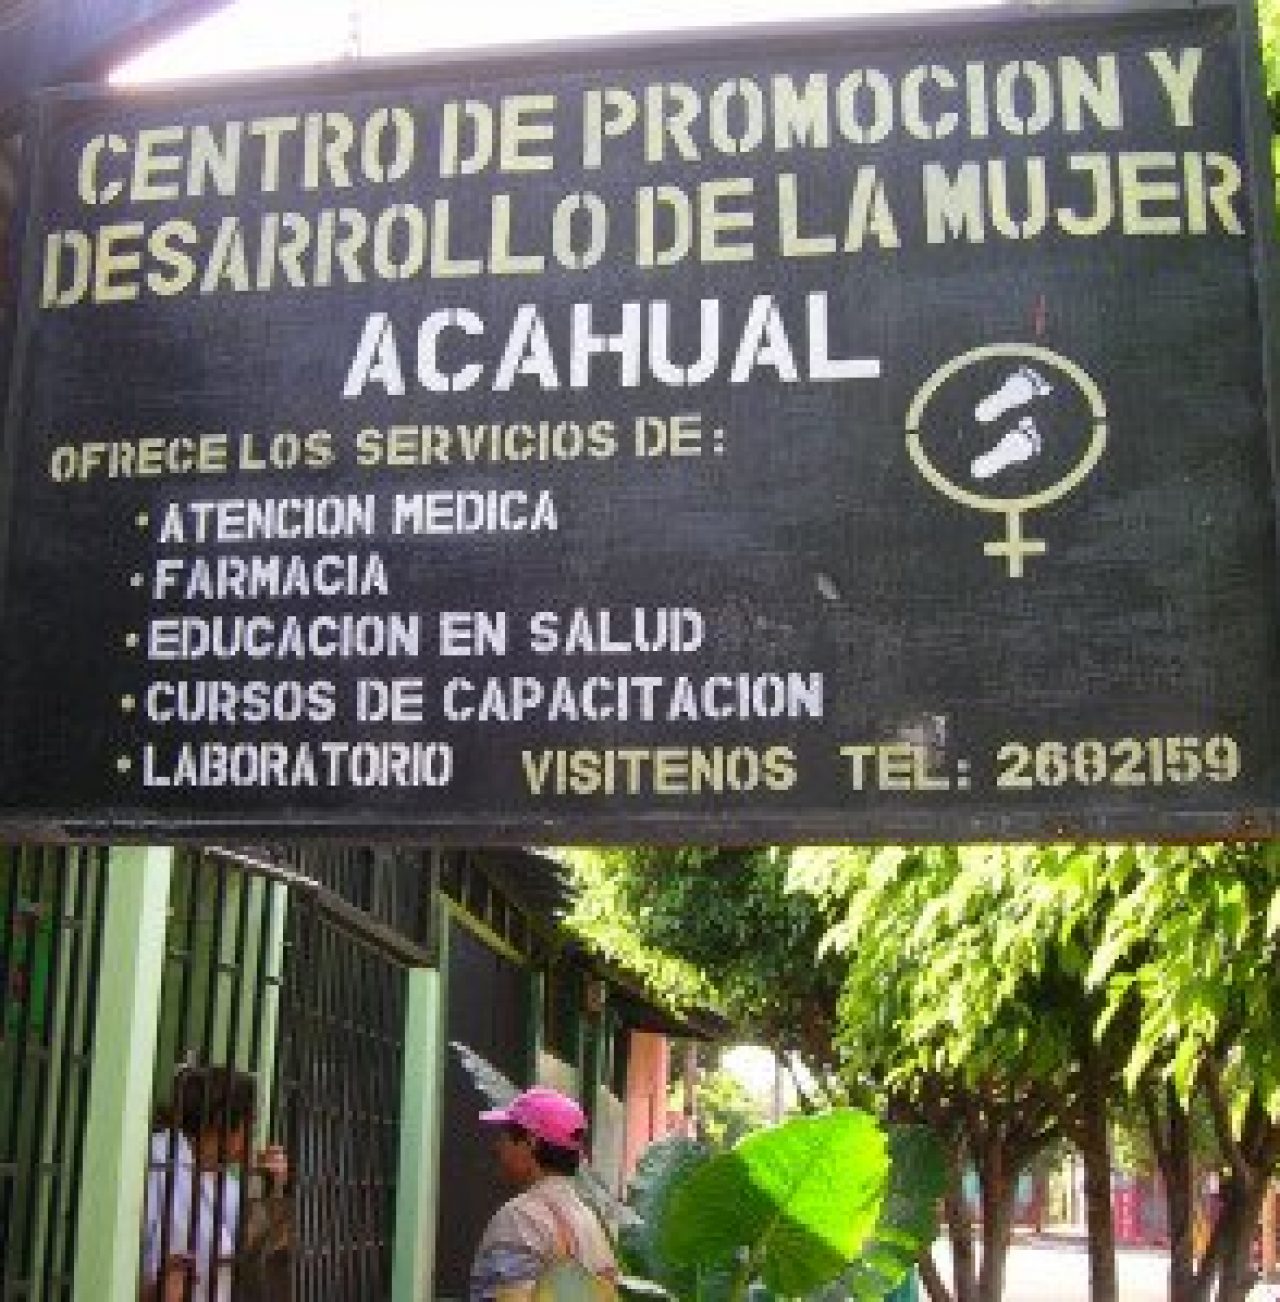 CENTRO DE PROMOCION Y
DESARROLLO DE LA MUJER
ACAHUAL
OFRECE LOS SERVICIOS DE:
• ATENCION MEDICA
• FARMACIA
• EDUCACION EN SALUD
• CURSOS DE CAPACITACION
• LABORATORIO VISITENOS TEL: 2602159